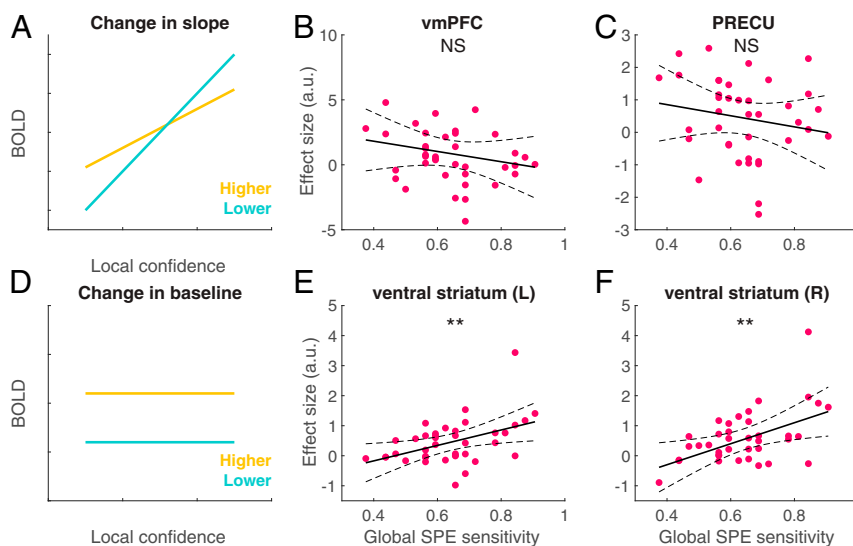 A
Change in slope
BOLD
Higher
Lower
Local confidence
B
vmPFC
NS
Effect size (a.u.)
10
5
0
-5
0.4 0.6 0.8 1
C
PRECU
NS
3
2
1
0
-1
-2
-3
0.4 0.6 0.8 1
D
Change in baseline
BOLD
Higher
Lower
Local confidence
E
ventral striatum (L)
**
Effect size (a.u.)
5
4
3
2
1
0
-1
0.4 0.6 0.8 1
Global SPE sensitivity
F
ventral striatum (R)
**
5
4
3
2
1
0
-1
0.4 0.6 0.8 1
Global SPE sensitivity